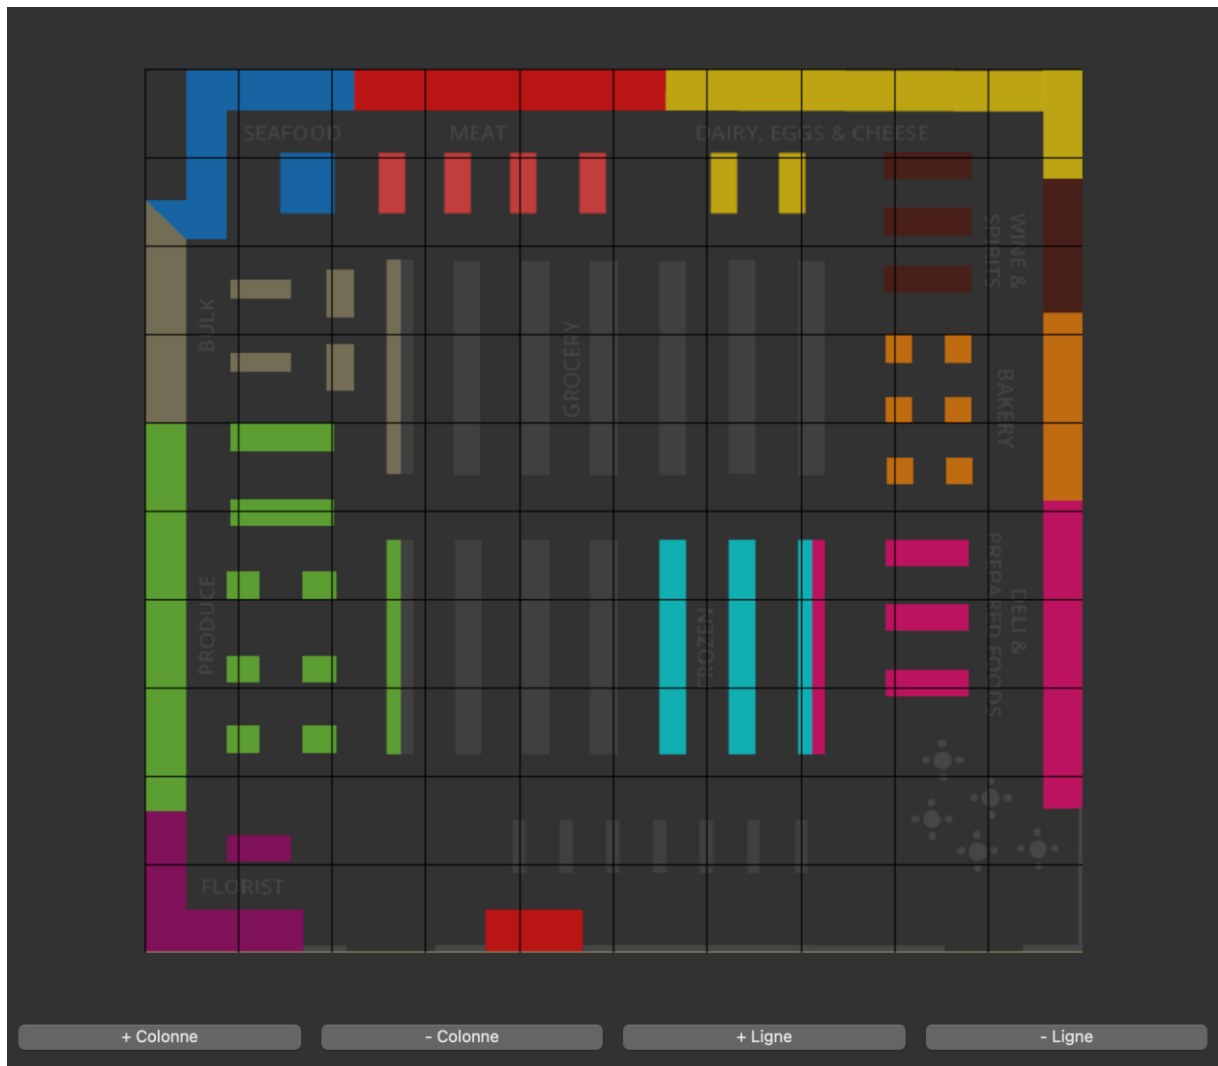 SEAFOOD
MEAT
DAIRY, EGGS & CHEESE
WINE &
SPIRITS
BULK
GROCERY
BAKERY
PRODUCE
FROZEN
DELI &
PREPARED FOODS
FLORIST
+ Colonne
- Colonne
+ Ligne
- Ligne